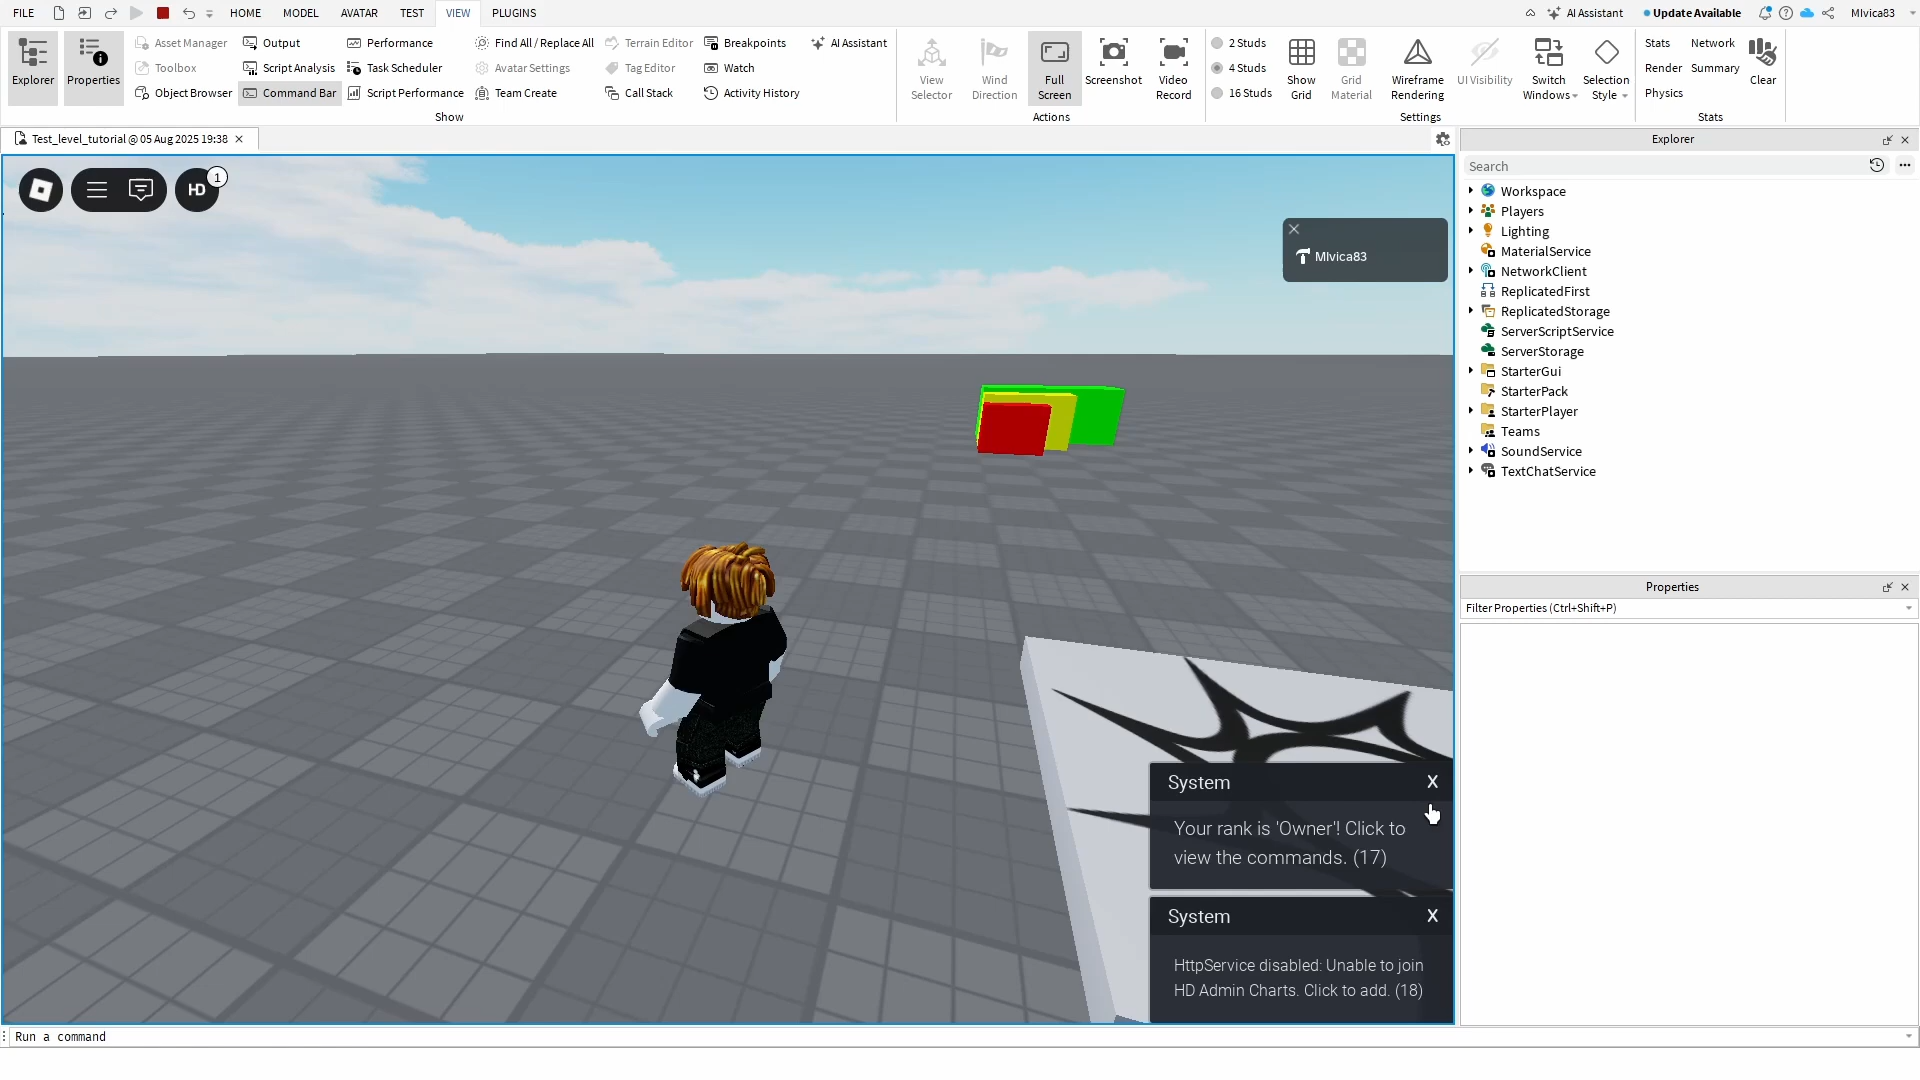 FILE HOME MODEL AVATAR TEST VIEW PLUGINS AI Assistant Update Available MIvica83
Explorer
Properties
Asset Manager
Toolbox
Object Browser
Output
Script Analysis
Command Bar
Performance
Task Scheduler
Script Performance
Find All / Replace All
Avatar Settings
Team Create
Terrain Editor
Tag Editor
Call Stack
Breakpoints
Watch
Activity History
AI Assistant
Show
View
Selector
Wind
Direction
Full
Screen
Screenshot
Video
Record
Actions
2 Studs
4 Studs
16 Studs
Show
Grid
Grid
Material
Wireframe
Rendering
UI Visibility
Switch
Windows
Selection
Style
Settings
Stats
Render
Physics
Network
Summary
Clear
Stats
Test_level_tutorial @ 05 Aug 2025 19:38
HD
1
MIvica83
System X
Your rank is 'Owner'! Click to
view the commands. (17)
System X
HttpService disabled: Unable to join
HD Admin Charts. Click to add. (18)
Explorer
Search
Workspace
Players
Lighting
MaterialService
NetworkClient
ReplicatedFirst
ReplicatedStorage
ServerScriptService
ServerStorage
StarterGui
StarterPack
StarterPlayer
Teams
SoundService
TextChatService
Properties
Filter Properties (Ctrl+Shift+P)
Run a command